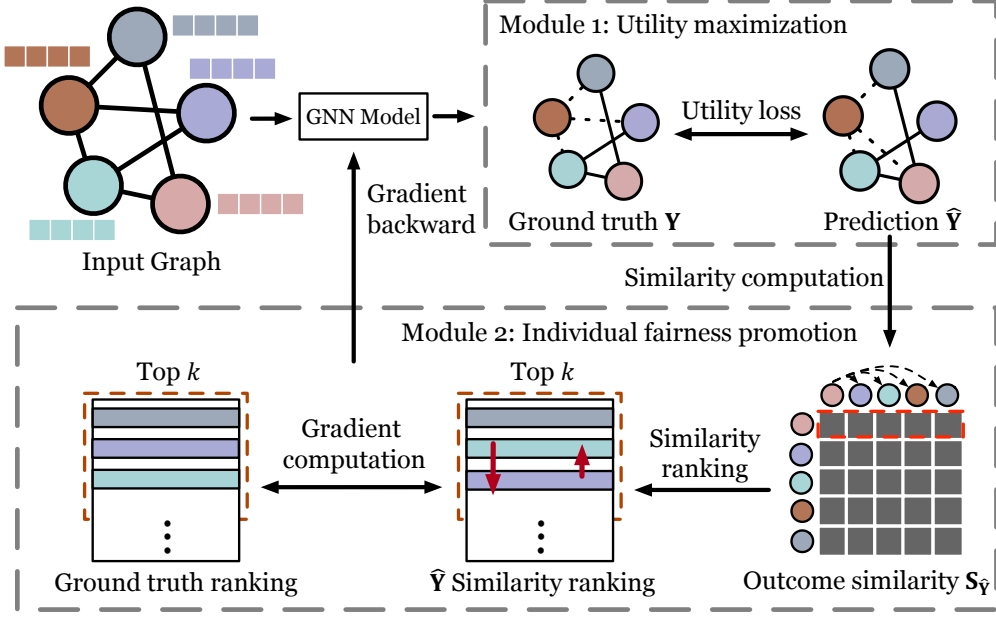 Module 1: Utility maximization
GNN Model
Utility loss
Gradient
backward
Ground truth Y
Prediction Ŷ
Input Graph
Similarity computation
Module 2: Individual fairness promotion
Top k
Top k
Gradient
computation
Similarity
ranking
Ground truth ranking
Ŷ Similarity ranking
Outcome similarity S_Ŷ